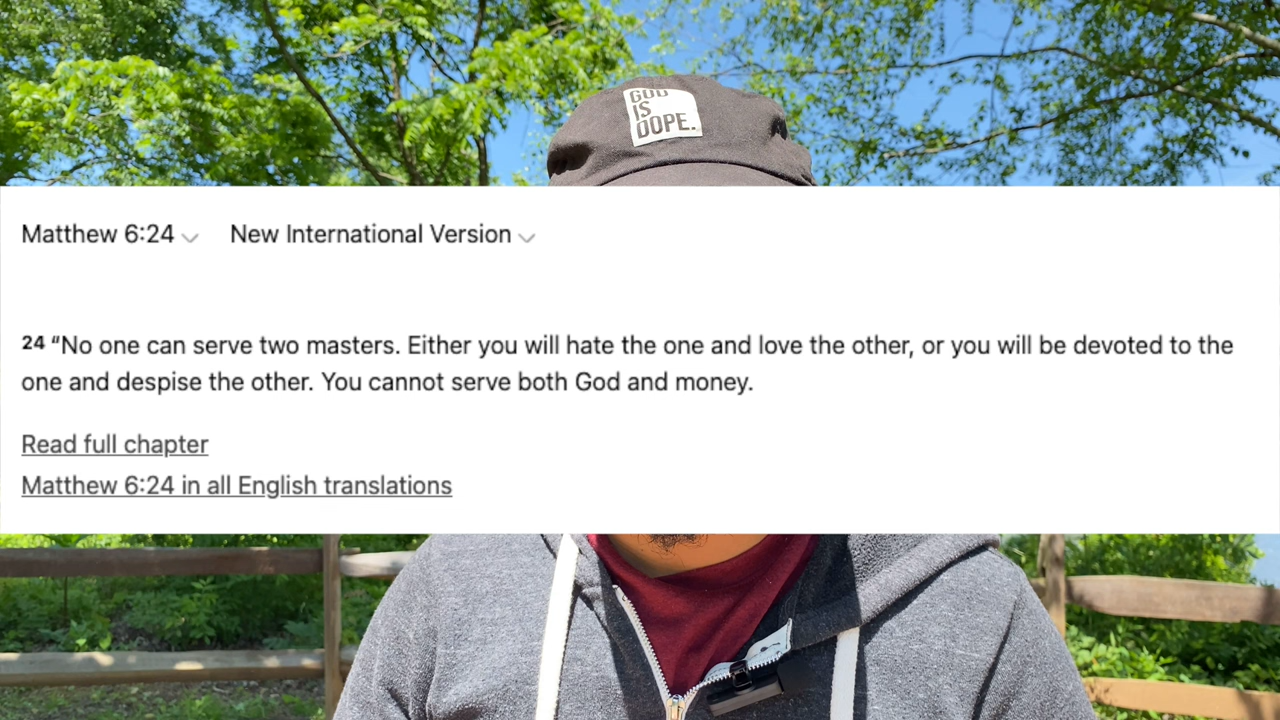 GOD
IS
DOPE.
Matthew 6:24 New International Version
24 “No one can serve two masters. Either you will hate the one and love the other, or you will be devoted to the
one and despise the other. You cannot serve both God and money.
Read full chapter
Matthew 6:24 in all English translations